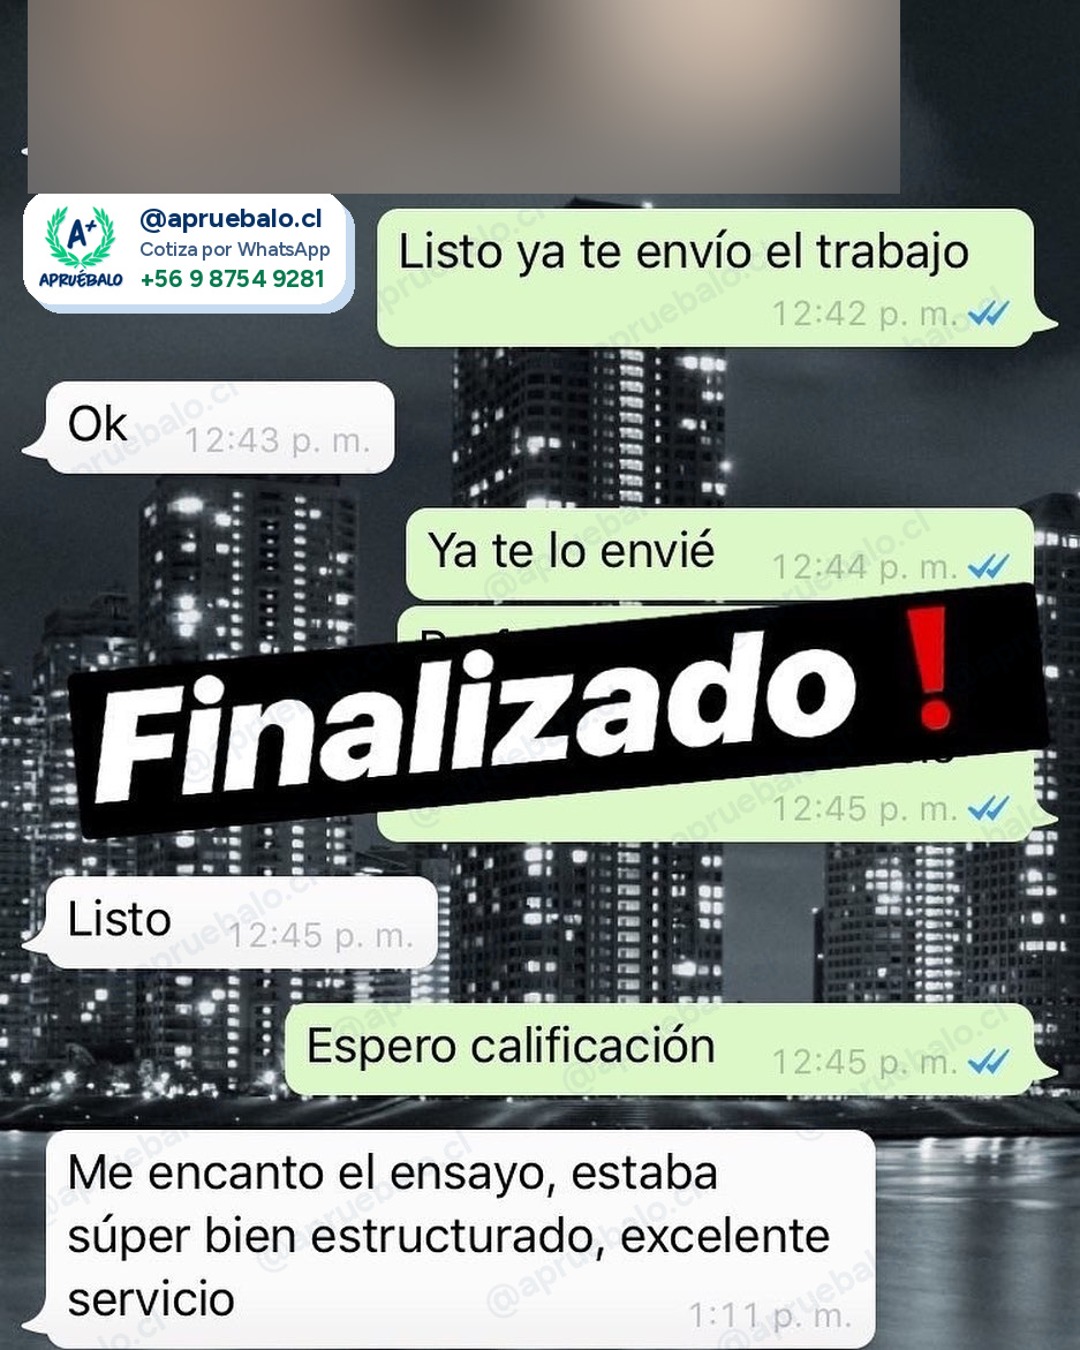 A+
APRUÉBALO
@apruebalo.cl
Cotiza por WhatsApp
+56 9 8754 9281
Listo ya te envío el trabajo
12:42 p. m.
Ok
12:43 p. m.
Ya te lo envié
12:44 p. m.
Finalizado !
12:45 p. m.
Listo
12:45 p. m.
Espero calificación
12:45 p. m.
Me encanto el ensayo, estaba
súper bien estructurado, excelente
servicio
1:11 p. m.